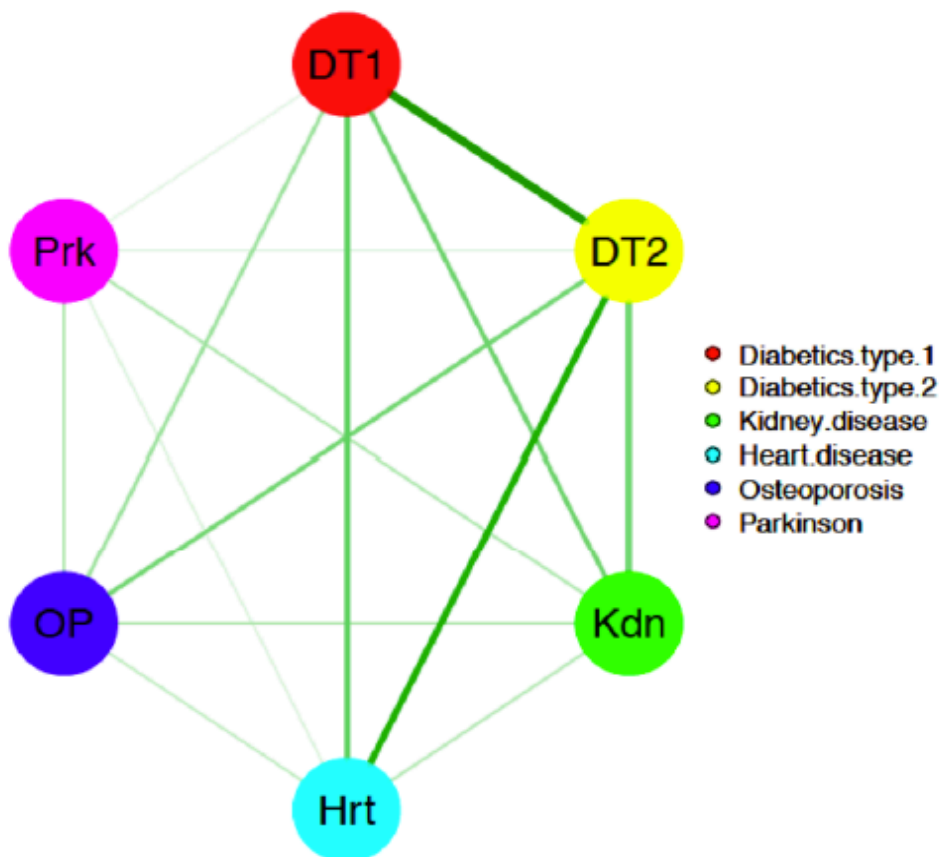 DT1
Prk
DT2
OP
Kdn
Hrt
Diabetics.type.1
Diabetics.type.2
Kidney.disease
Heart.disease
Osteoporosis
Parkinson